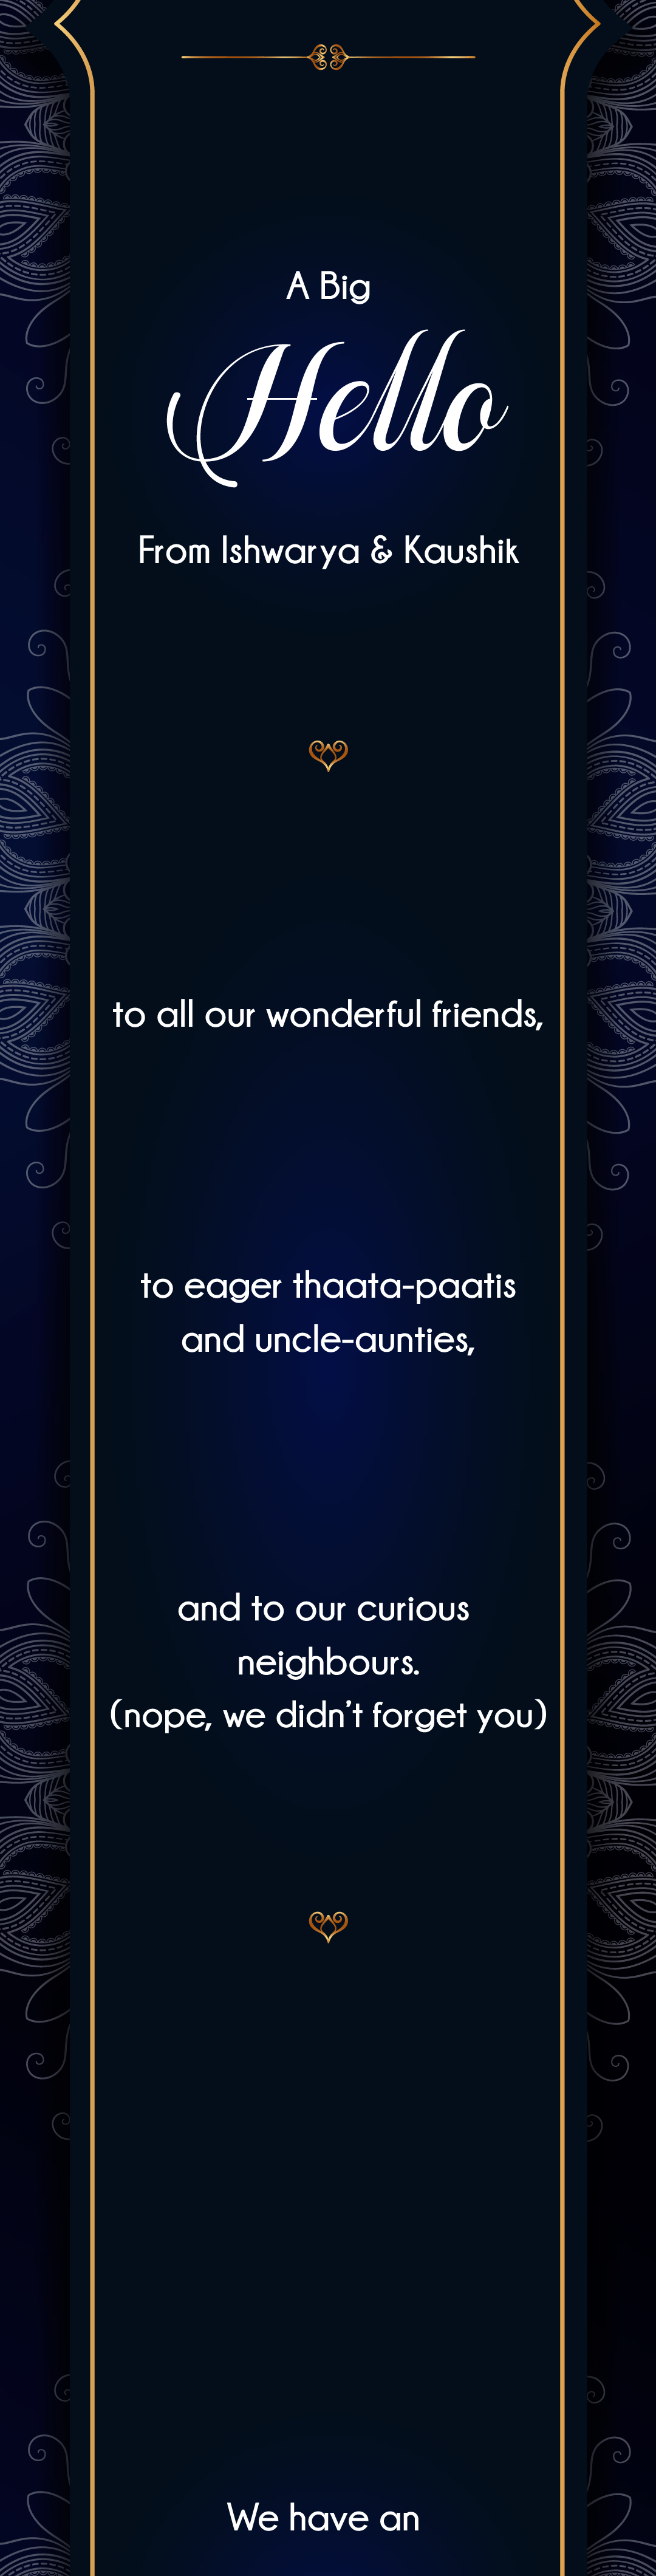 A Big
Hello
From Ishwarya & Kaushik
to all our wonderful friends,
to eager thaata-paatis
and uncle-aunties,
and to our curious
neighbours.
(nope, we didn't forget you)
We have an